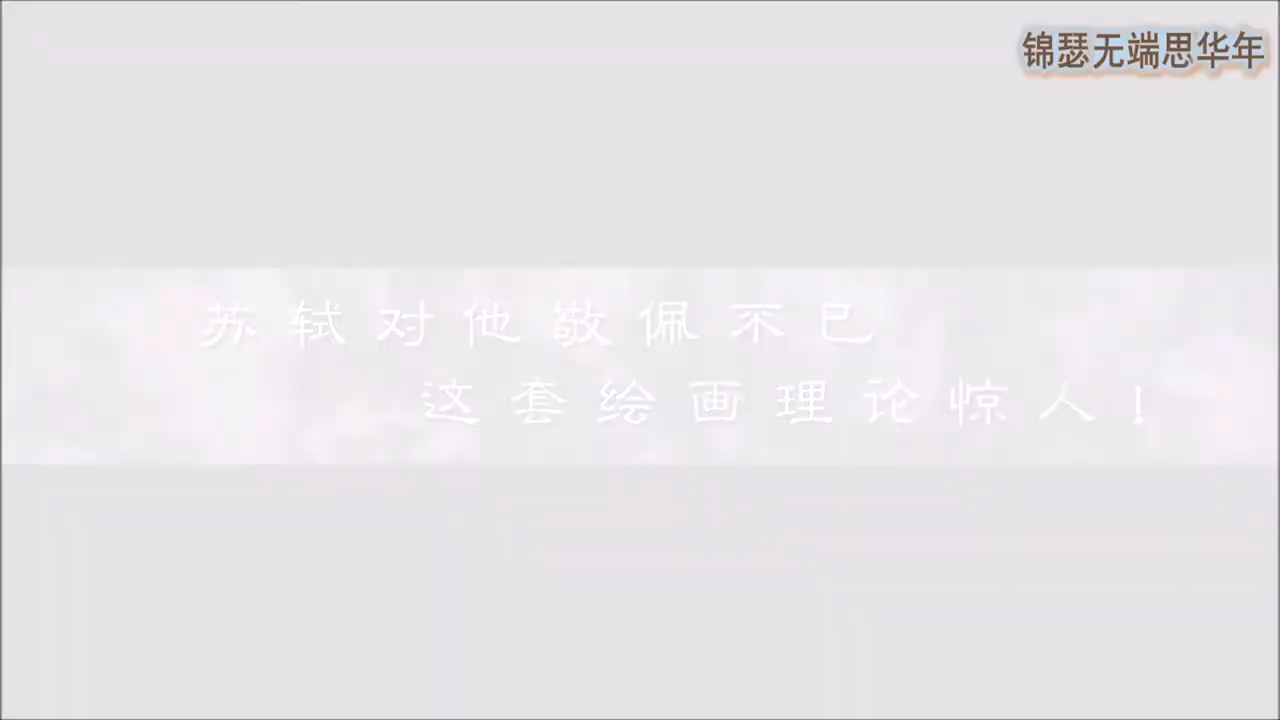 锦瑟无端思华年
苏轼对他敬佩不已
这套绘画理论惊人！